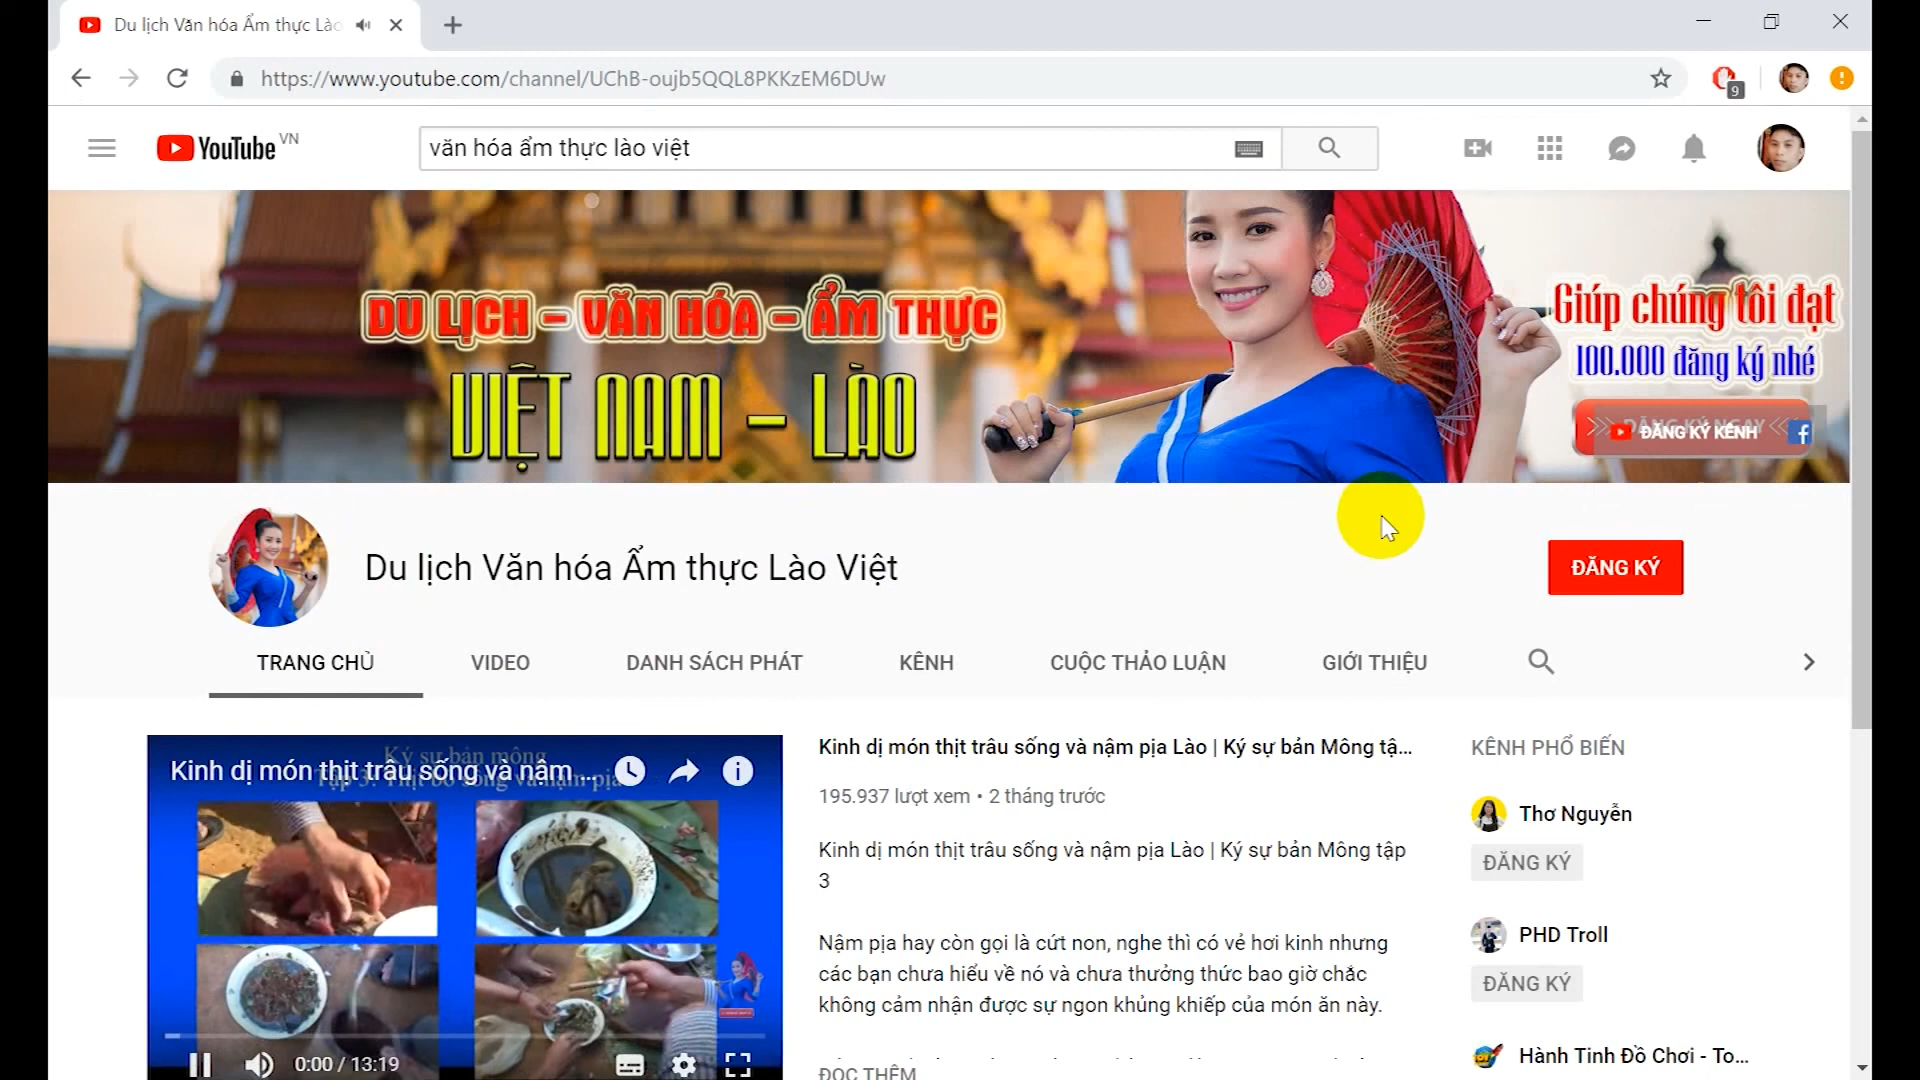 Du lịch Văn hóa Ẩm thực Lào
https://www.youtube.com/channel/UChB-oujb5QQL8PKKzEM6DUw
9
YouTube VN
văn hóa ẩm thực lào việt
DU LỊCH – VĂN HÓA – ẨM THỰC
VIỆT NAM – LÀO
Giúp chúng tôi đạt
100.000 đăng ký nhé
ĐĂNG KÝ KÊNH
Du lịch Văn hóa Ẩm thực Lào Việt
ĐĂNG KÝ
TRANG CHỦ
VIDEO
DANH SÁCH PHÁT
KÊNH
CUỘC THẢO LUẬN
GIỚI THIỆU
Ký sự bản mông
Kinh dị món thịt trâu sống và nậm ...
0:00 / 13:19
Kinh dị món thịt trâu sống và nậm pịa Lào | Ký sự bản Mông tậ...
195.937 lượt xem • 2 tháng trước
Kinh dị món thịt trâu sống và nậm pịa Lào | Ký sự bản Mông tập
3
Nậm pịa hay còn gọi là cứt non, nghe thì có vẻ hơi kinh nhưng
các bạn chưa hiểu về nó và chưa thưởng thức bao giờ chắc
không cảm nhận được sự ngon khủng khiếp của món ăn này.
ĐỌC THÊM
KÊNH PHỔ BIẾN
Thơ Nguyễn
ĐĂNG KÝ
PHD Troll
ĐĂNG KÝ
Hành Tinh Đồ Chơi - To...